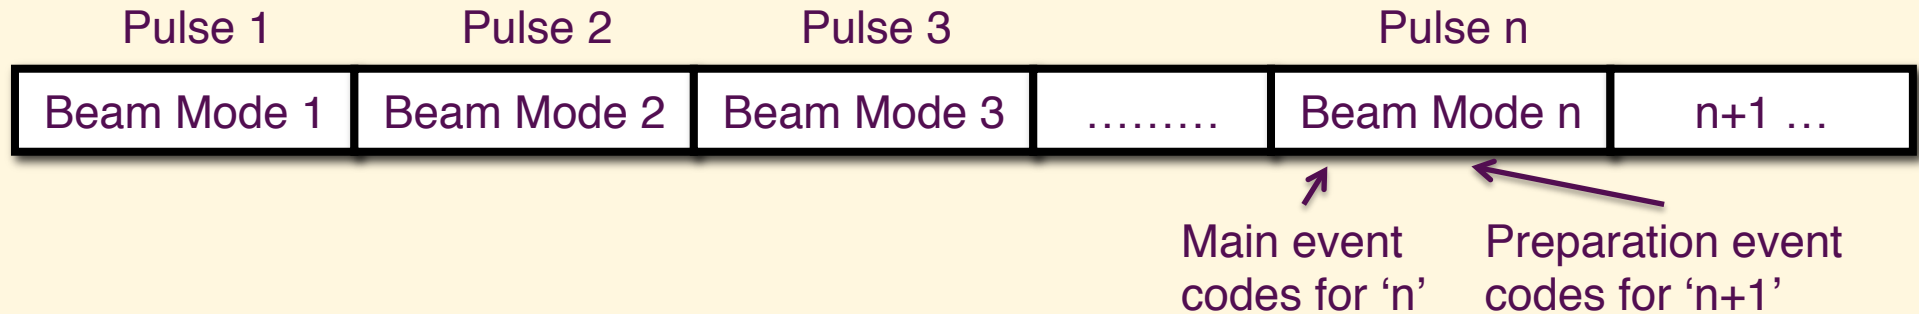 Pulse 1 Pulse 2 Pulse 3 Pulse n
Beam Mode 1 Beam Mode 2 Beam Mode 3 ......... Beam Mode n n+1 …
Main event Preparation event
codes for ‘n’ codes for ‘n+1’